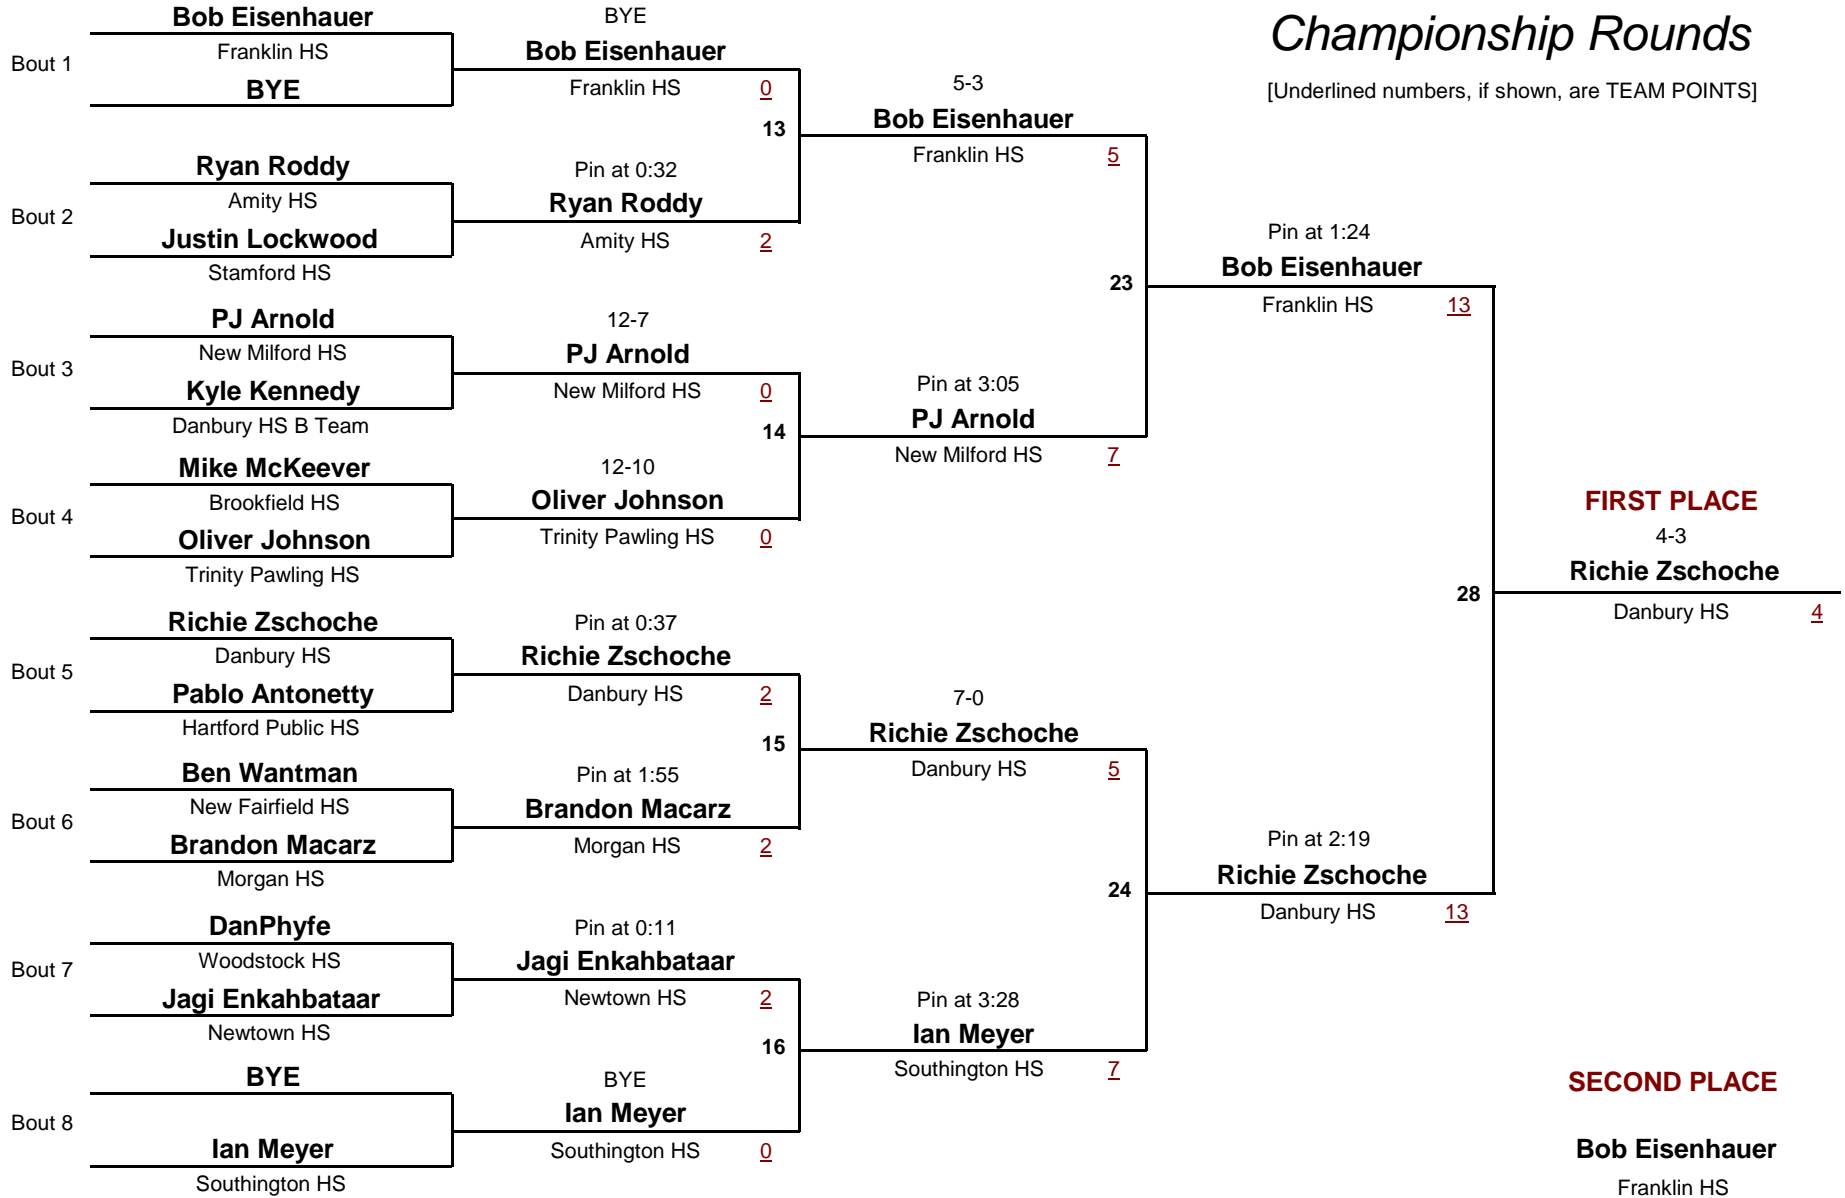 Championship Rounds
[Underlined numbers, if shown, are TEAM POINTS]
Bout 1
Bob Eisenhauer
Franklin HS
BYE
Bout 2
Ryan Roddy
Amity HS
Justin Lockwood
Stamford HS
Bout 3
PJ Arnold
New Milford HS
Kyle Kennedy
Danbury HS B Team
Bout 4
Mike McKeever
Brookfield HS
Oliver Johnson
Trinity Pawling HS
Bout 5
Richie Zschoche
Danbury HS
Pablo Antonetty
Hartford Public HS
Bout 6
Ben Wantman
New Fairfield HS
Brandon Macarz
Morgan HS
Bout 7
DanPhyfe
Woodstock HS
Jagi Enkahbataar
Newtown HS
Bout 8
BYE
Ian Meyer
Southington HS
BYE
Bob Eisenhauer
Franklin HS 0
13
Pin at 0:32
Ryan Roddy
Amity HS 2
12-7
PJ Arnold
New Milford HS 0
14
12-10
Oliver Johnson
Trinity Pawling HS 0
Pin at 0:37
Richie Zschoche
Danbury HS 2
15
Pin at 1:55
Brandon Macarz
Morgan HS 2
Pin at 0:11
Jagi Enkahbataar
Newtown HS 2
16
BYE
Ian Meyer
Southington HS 0
5-3
Bob Eisenhauer
Franklin HS 5
23
Pin at 3:05
PJ Arnold
New Milford HS 7
7-0
Richie Zschoche
Danbury HS 5
24
Pin at 3:28
Ian Meyer
Southington HS 7
Pin at 1:24
Bob Eisenhauer
Franklin HS 13
28
Pin at 2:19
Richie Zschoche
Danbury HS 13
FIRST PLACE
4-3
Richie Zschoche
Danbury HS 4
SECOND PLACE
Bob Eisenhauer
Franklin HS